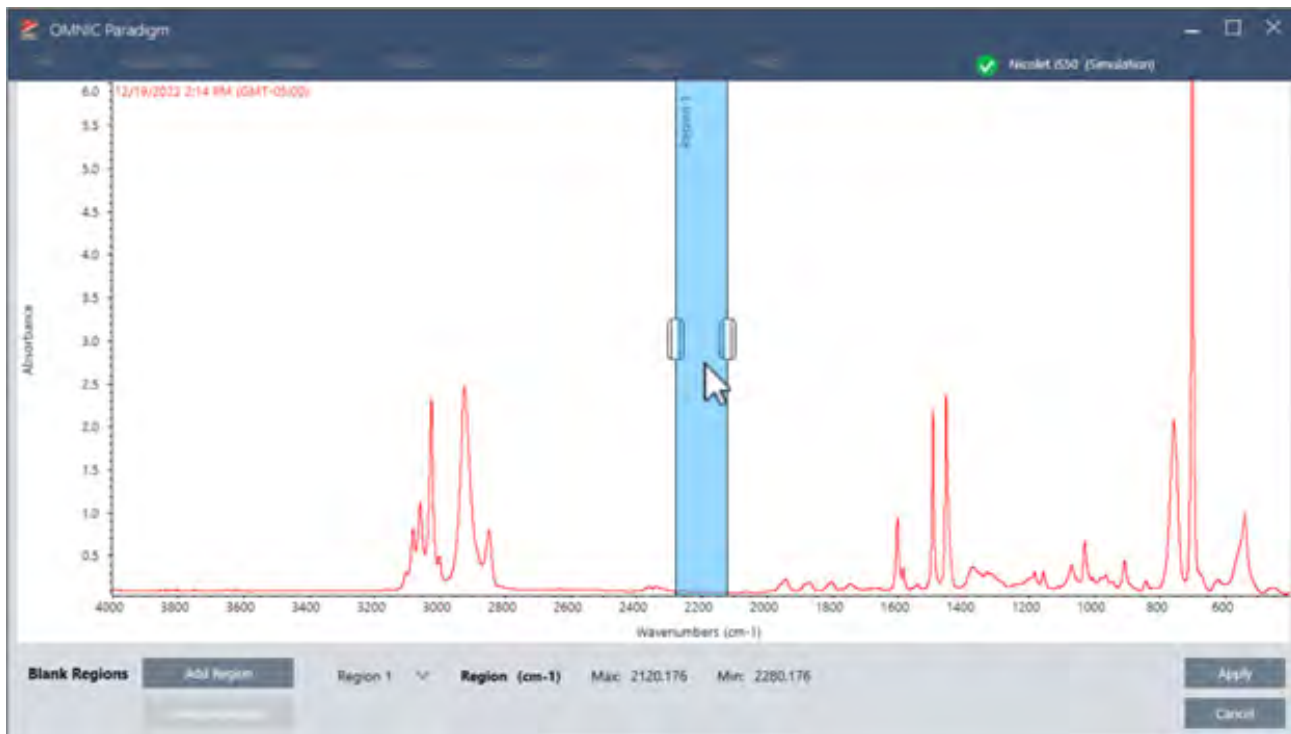 OMNIC Paradigm
Nicolet iS50 (Simulation)
12/19/2022 2:14 PM (GMT-05:00)
Region 1
6.0
5.5
5.0
4.5
4.0
3.5
3.0
2.5
2.0
1.5
1.0
0.5
Absorbance
4000 3800 3600 3400 3200 3000 2800 2600 2400 2200 2000 1800 1600 1400 1200 1000 800 600
Wavenumbers (cm-1)
Blank Regions Add Region Region 1 Region (cm-1) Max: 2120.176 Min: 2280.176 Apply
Cancel